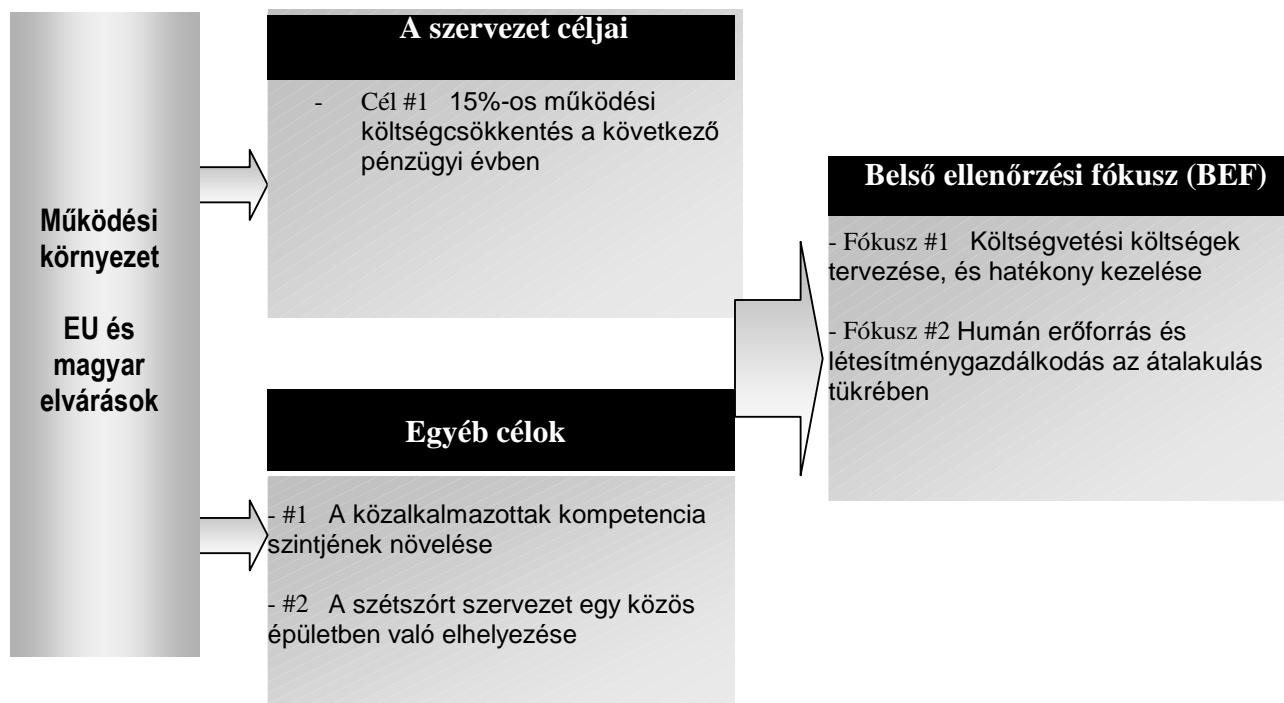 Működési
környezet
EU és
magyar
elvárások
A szervezet céljai
- Cél #1 15%-os működési
költségcsökkentés a következő
pénzügyi évben
Egyéb célok
- #1 A közalkalmazottak kompetencia
szintjének növelése
- #2 A szétszórt szervezet egy közös
épületben való elhelyezése
Belső ellenőrzési fókusz (BEF)
- Fókusz #1 Költségvetési költségek
tervezése, és hatékony kezelése
- Fókusz #2 Humán erőforrás és
létesítménygazdálkodás az átalakulás
tükrében